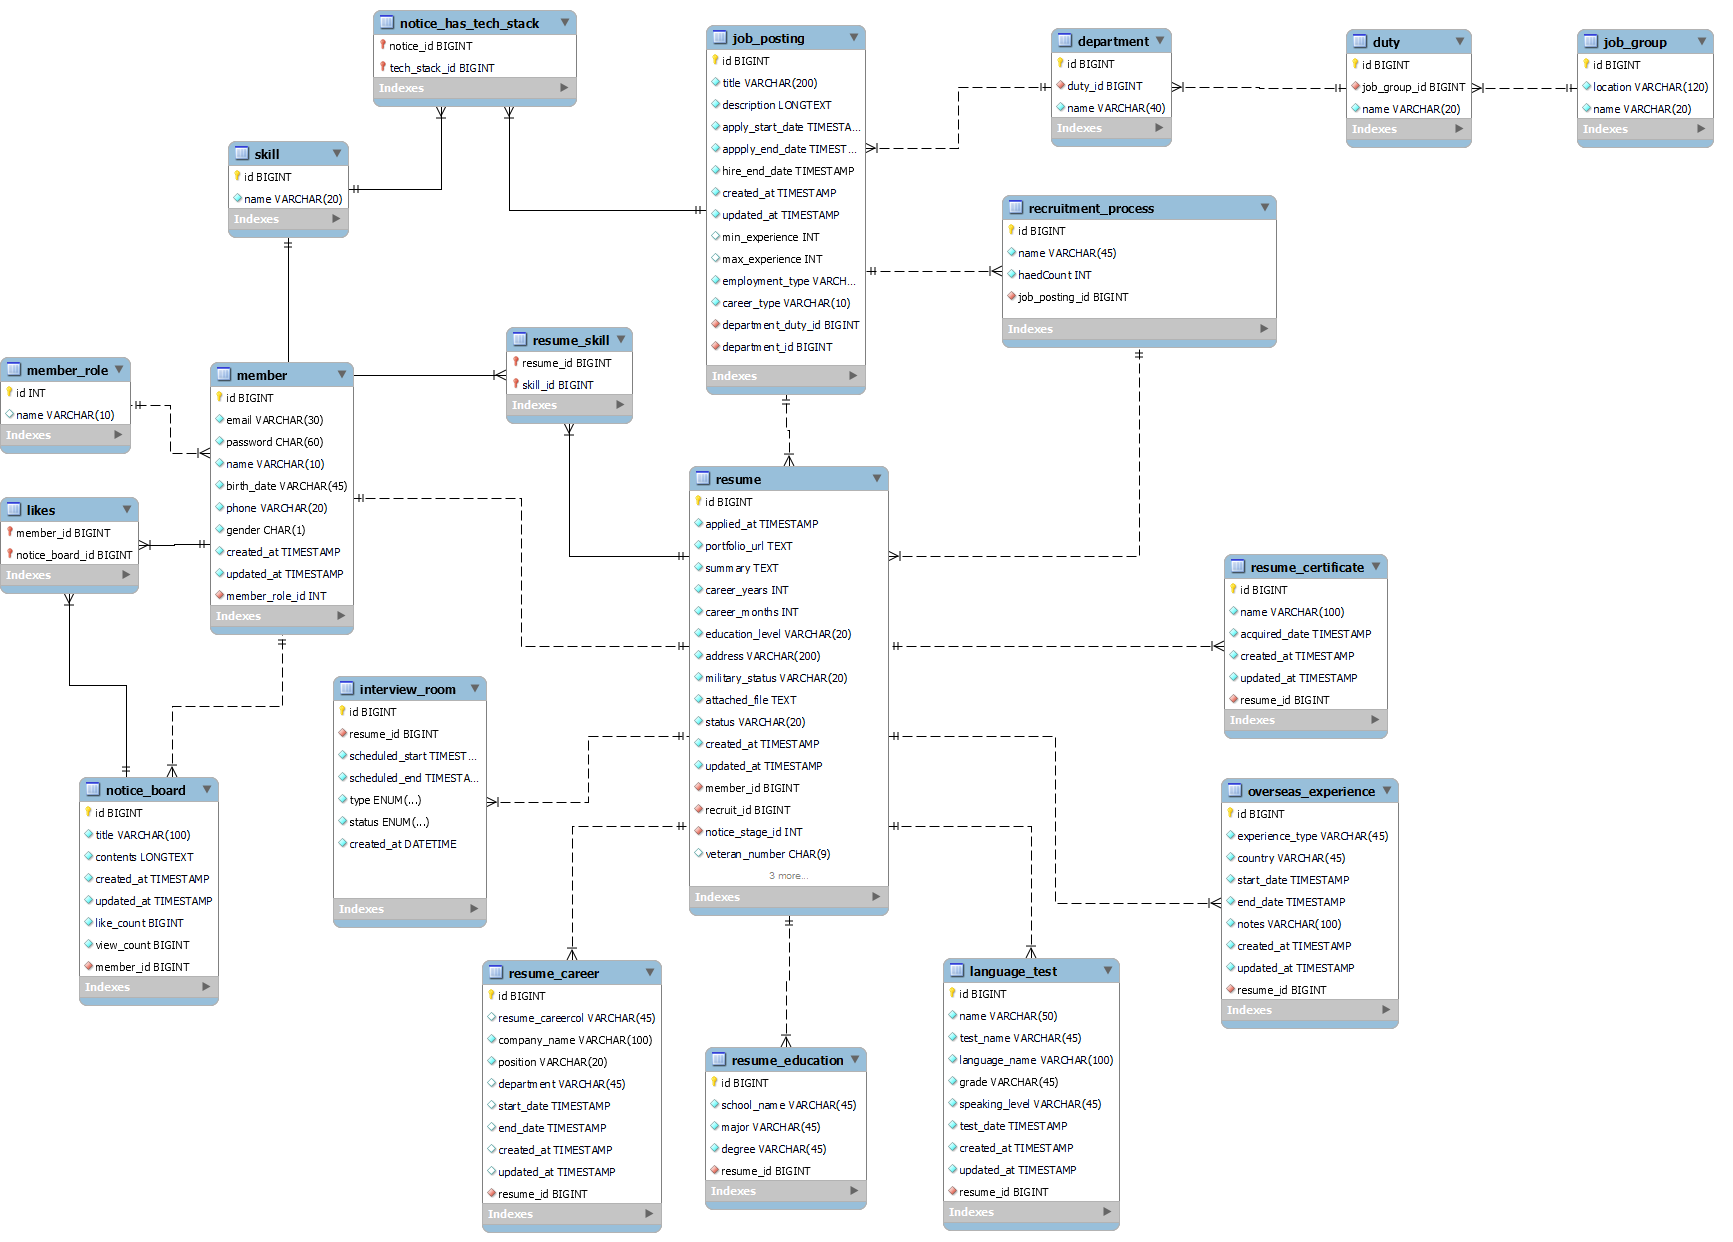 notice_has_tech_stack
notice_id BIGINT
tech_stack_id BIGINT
Indexes
job_posting
id BIGINT
title VARCHAR(200)
description LONGTEXT
apply_start_date TIMESTA...
appply_end_date TIMEST...
hire_end_date TIMESTAMP
created_at TIMESTAMP
updated_at TIMESTAMP
min_experience INT
max_experience INT
employment_type VARCH...
career_type VARCHAR(10)
department_duty_id BIGINT
department_id BIGINT
Indexes
department
id BIGINT
duty_id BIGINT
name VARCHAR(40)
Indexes
duty
id BIGINT
job_group_id BIGINT
name VARCHAR(20)
Indexes
job_group
id BIGINT
location VARCHAR(120)
name VARCHAR(20)
Indexes
skill
id BIGINT
name VARCHAR(20)
Indexes
recruitment_process
id BIGINT
name VARCHAR(45)
haedCount INT
job_posting_id BIGINT
Indexes
resume_skill
resume_id BIGINT
skill_id BIGINT
Indexes
member_role
id INT
name VARCHAR(10)
Indexes
member
id BIGINT
email VARCHAR(30)
password CHAR(60)
name VARCHAR(10)
birth_date VARCHAR(45)
phone VARCHAR(20)
gender CHAR(1)
created_at TIMESTAMP
updated_at TIMESTAMP
member_role_id INT
Indexes
likes
member_id BIGINT
notice_board_id BIGINT
Indexes
resume
id BIGINT
applied_at TIMESTAMP
portfolio_url TEXT
summary TEXT
career_years INT
career_months INT
education_level VARCHAR(20)
address VARCHAR(200)
military_status VARCHAR(20)
attached_file TEXT
status VARCHAR(20)
created_at TIMESTAMP
updated_at TIMESTAMP
member_id BIGINT
recruit_id BIGINT
notice_stage_id INT
veteran_number CHAR(9)
3 more...
Indexes
resume_certificate
id BIGINT
name VARCHAR(100)
acquired_date TIMESTAMP
created_at TIMESTAMP
updated_at TIMESTAMP
resume_id BIGINT
Indexes
interview_room
id BIGINT
resume_id BIGINT
scheduled_start TIMEST...
scheduled_end TIMESTA...
type ENUM(...)
status ENUM(...)
created_at DATETIME
Indexes
notice_board
id BIGINT
title VARCHAR(100)
contents LONGTEXT
created_at TIMESTAMP
updated_at TIMESTAMP
like_count BIGINT
view_count BIGINT
member_id BIGINT
Indexes
overseas_experience
id BIGINT
experience_type VARCHAR(45)
country VARCHAR(45)
start_date TIMESTAMP
end_date TIMESTAMP
notes VARCHAR(100)
created_at TIMESTAMP
updated_at TIMESTAMP
resume_id BIGINT
Indexes
resume_career
id BIGINT
resume_careercol VARCHAR(45)
company_name VARCHAR(100)
position VARCHAR(20)
department VARCHAR(45)
start_date TIMESTAMP
end_date TIMESTAMP
created_at TIMESTAMP
updated_at TIMESTAMP
resume_id BIGINT
Indexes
resume_education
id BIGINT
school_name VARCHAR(45)
major VARCHAR(45)
degree VARCHAR(45)
resume_id BIGINT
Indexes
language_test
id BIGINT
name VARCHAR(50)
test_name VARCHAR(45)
language_name VARCHAR(100)
grade VARCHAR(45)
speaking_level VARCHAR(45)
test_date TIMESTAMP
created_at TIMESTAMP
updated_at TIMESTAMP
resume_id BIGINT
Indexes